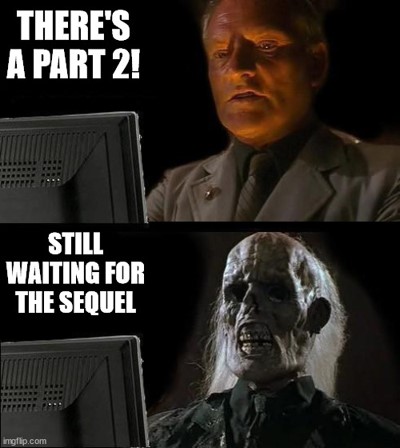 THERE'S
A PART 2!
STILL
WAITING FOR
THE SEQUEL
imgflip.com